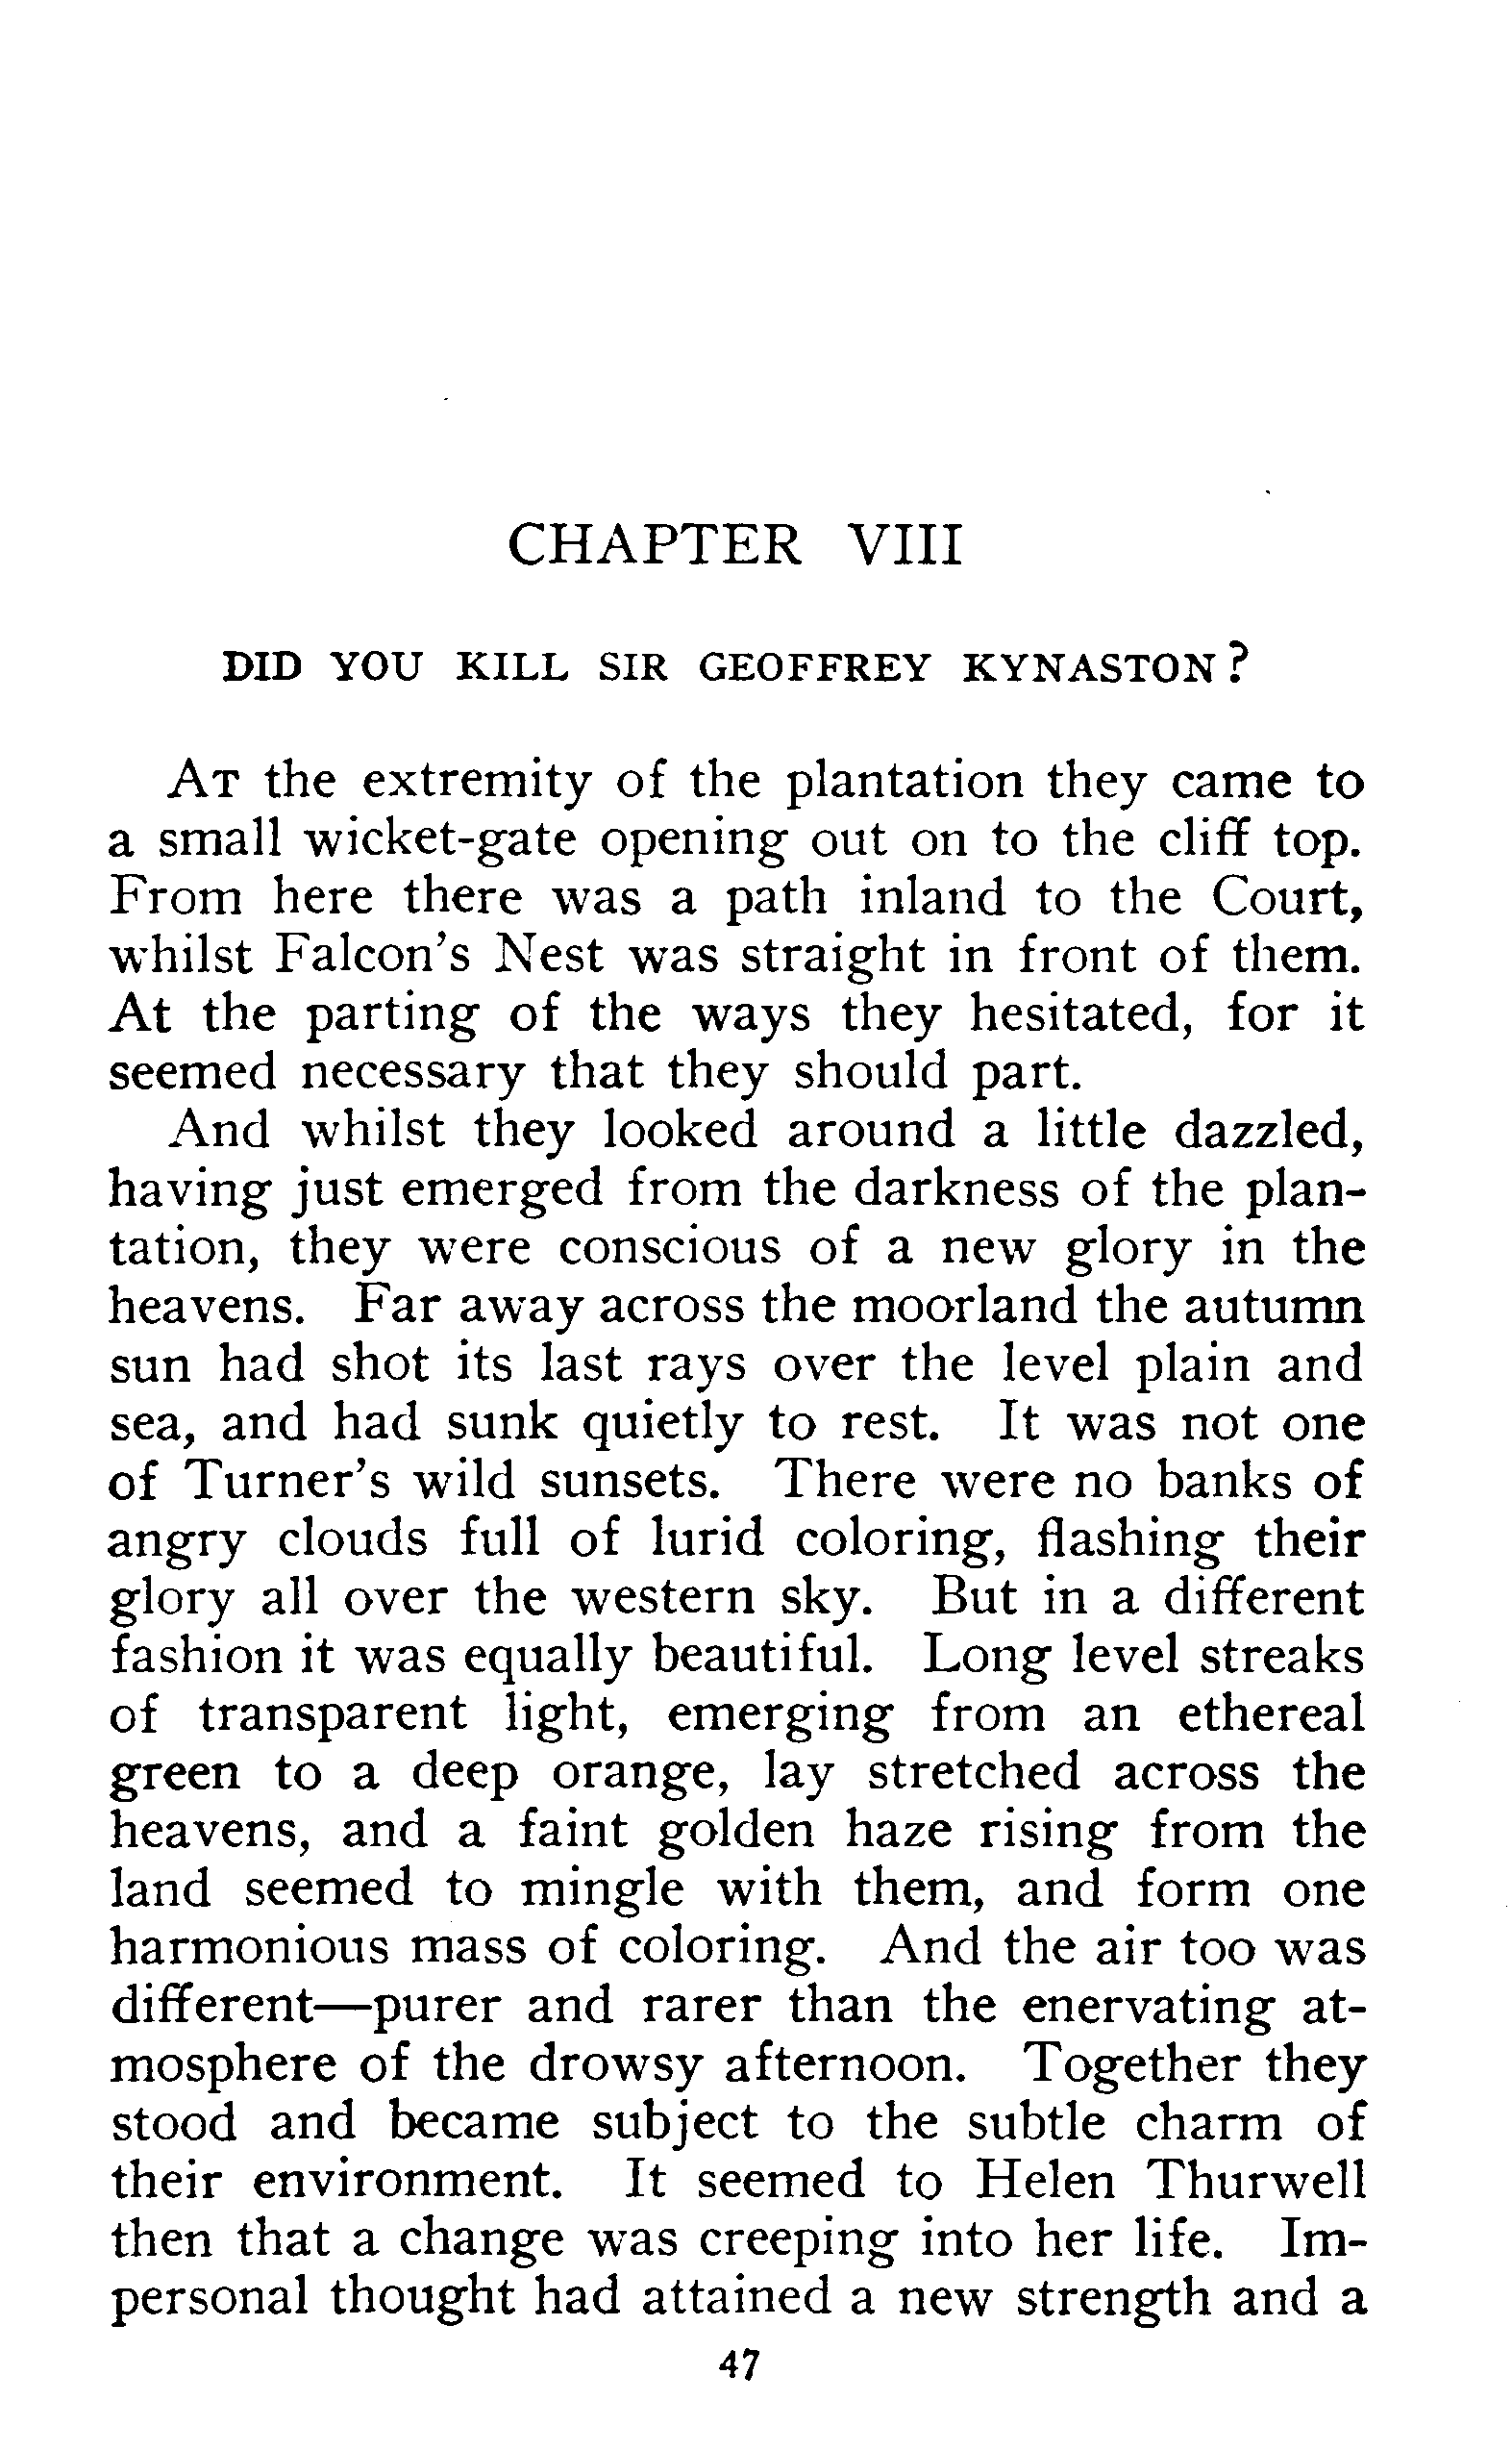 CHAPTER VIII
DID YOU KILL SIR GEOFFREY KYNASTON?
At the extremity of the plantation they came to
a small wicket-gate opening out on to the cliff top.
From here there was a path inland to the Court,
whilst Falcon's Nest was straight in front of them.
At the parting of the ways they hesitated, for it
seemed necessary that they should part.
And whilst they looked around a little dazzled,
having just emerged from the darkness of the plan-
tation, they were conscious of a new glory in the
heavens. Far away across the moorland the autumn
sun had shot its last rays over the level plain and
sea, and had sunk quietly to rest. It was not one
of Turner's wild sunsets. There were no banks of
angry clouds full of lurid coloring, flashing their
glory all over the western sky. But in a different
fashion it was equally beautiful. Long level streaks
of transparent light, emerging from an ethereal
green to a deep orange, lay stretched across the
heavens, and a faint golden haze rising from the
land seemed to mingle with them, and form one
harmonious mass of coloring. And the air too was
different—purer and rarer than the enervating at-
mosphere of the drowsy afternoon. Together they
stood and became subject to the subtle charm of
their environment. It seemed to Helen Thurwell
then that a change was creeping into her life. Im-
personal thought had attained a new strength and a
47